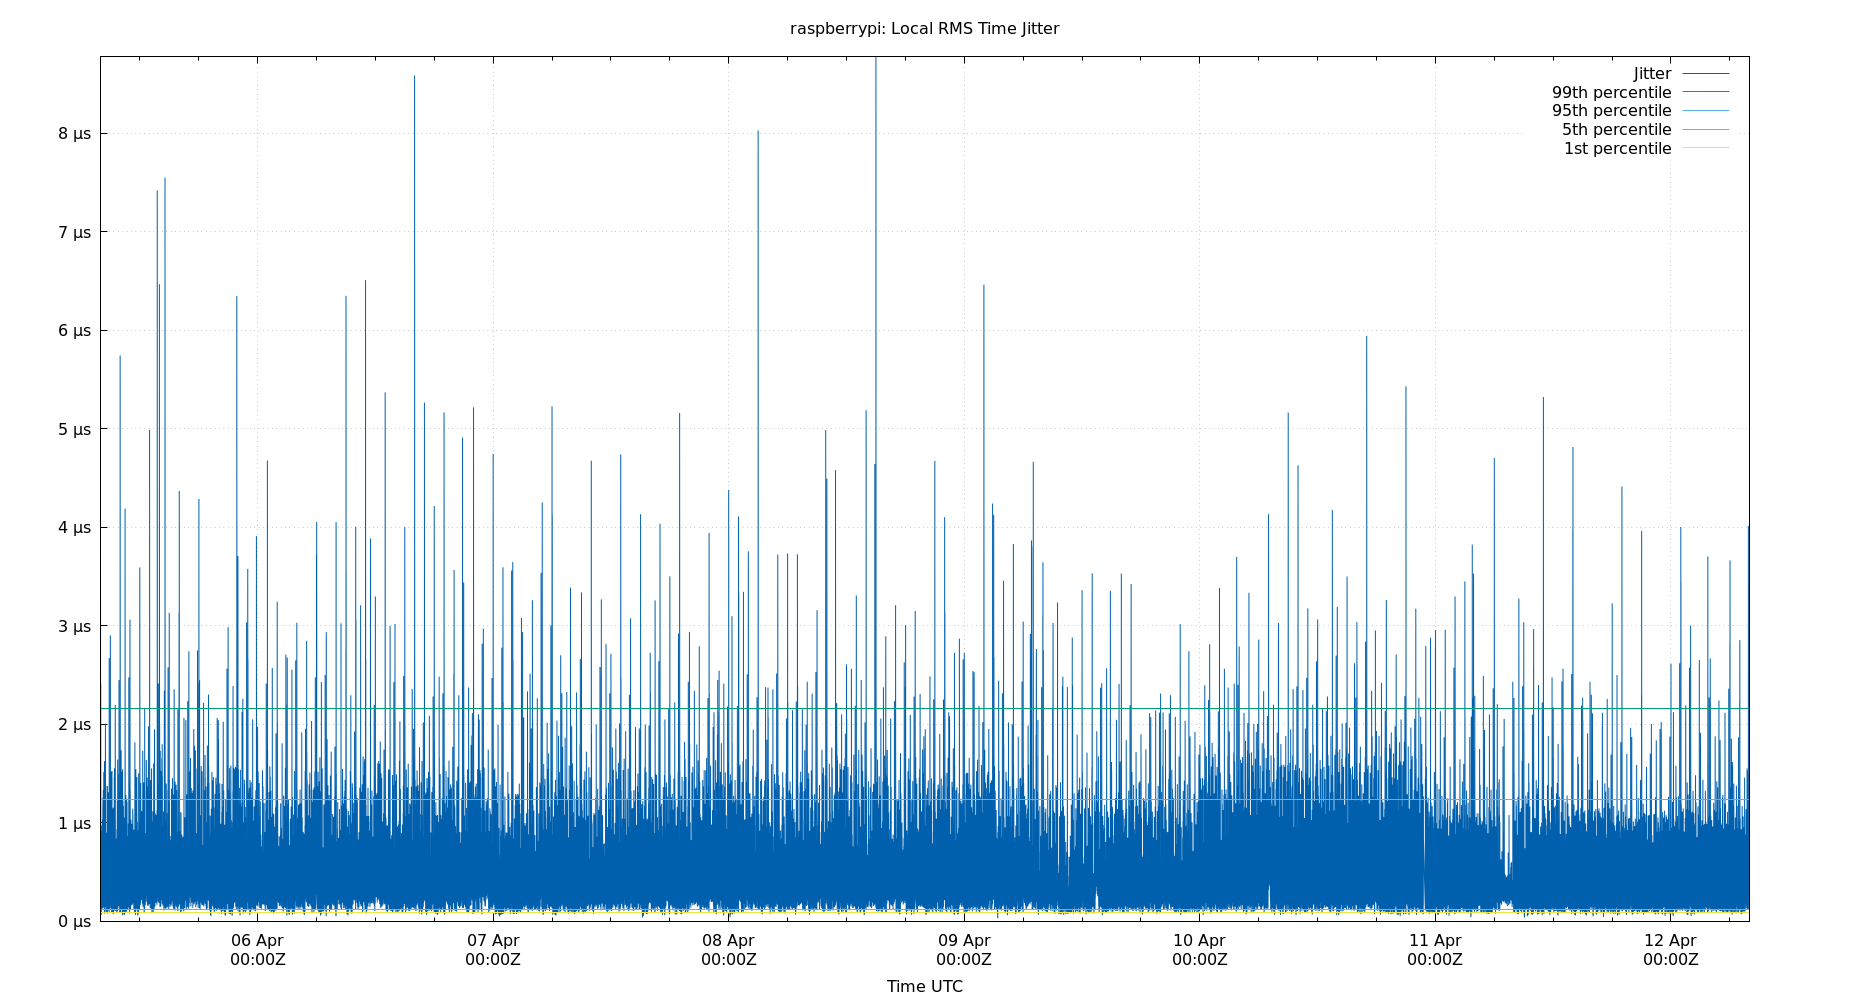 raspberrypi: Local RMS Time Jitter
Jitter
99th percentile
95th percentile
5th percentile
1st percentile
8 µs
7 µs
6 µs
5 µs
4 µs
3 µs
2 µs
1 µs
0 µs
06 Apr 07 Apr 08 Apr 09 Apr 10 Apr 11 Apr 12 Apr
00:00Z 00:00Z 00:00Z 00:00Z 00:00Z 00:00Z 00:00Z
Time UTC